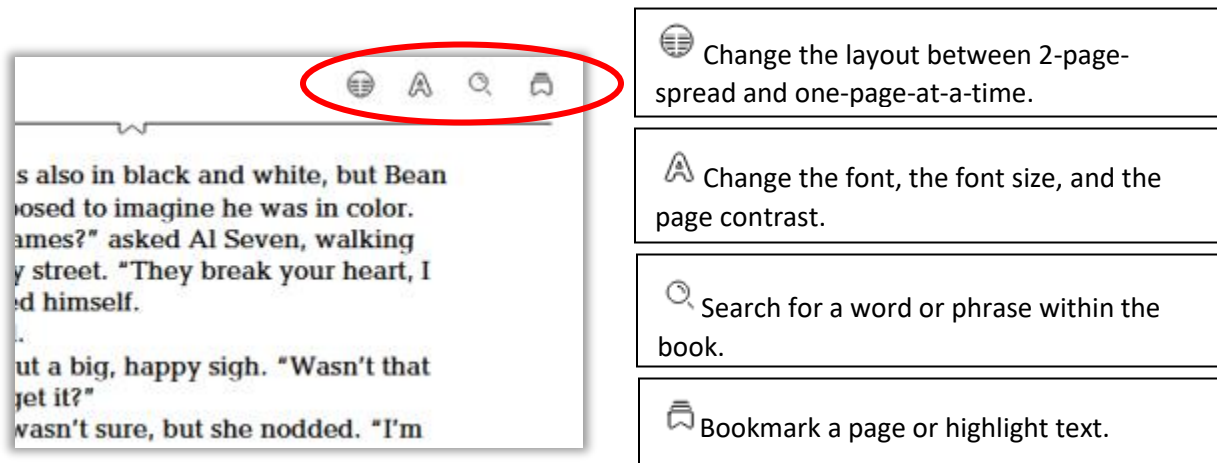 s also in black and white, but Bean
osed to imagine he was in color.
ames?” asked Al Seven, walking
y street. “They break your heart, I
ed himself.
.
ut a big, happy sigh. “Wasn’t that
get it?”
wasn’t sure, but she nodded. “I’m
Change the layout between 2-page-
spread and one-page-at-a-time.
Change the font, the font size, and the
page contrast.
Search for a word or phrase within the
book.
Bookmark a page or highlight text.